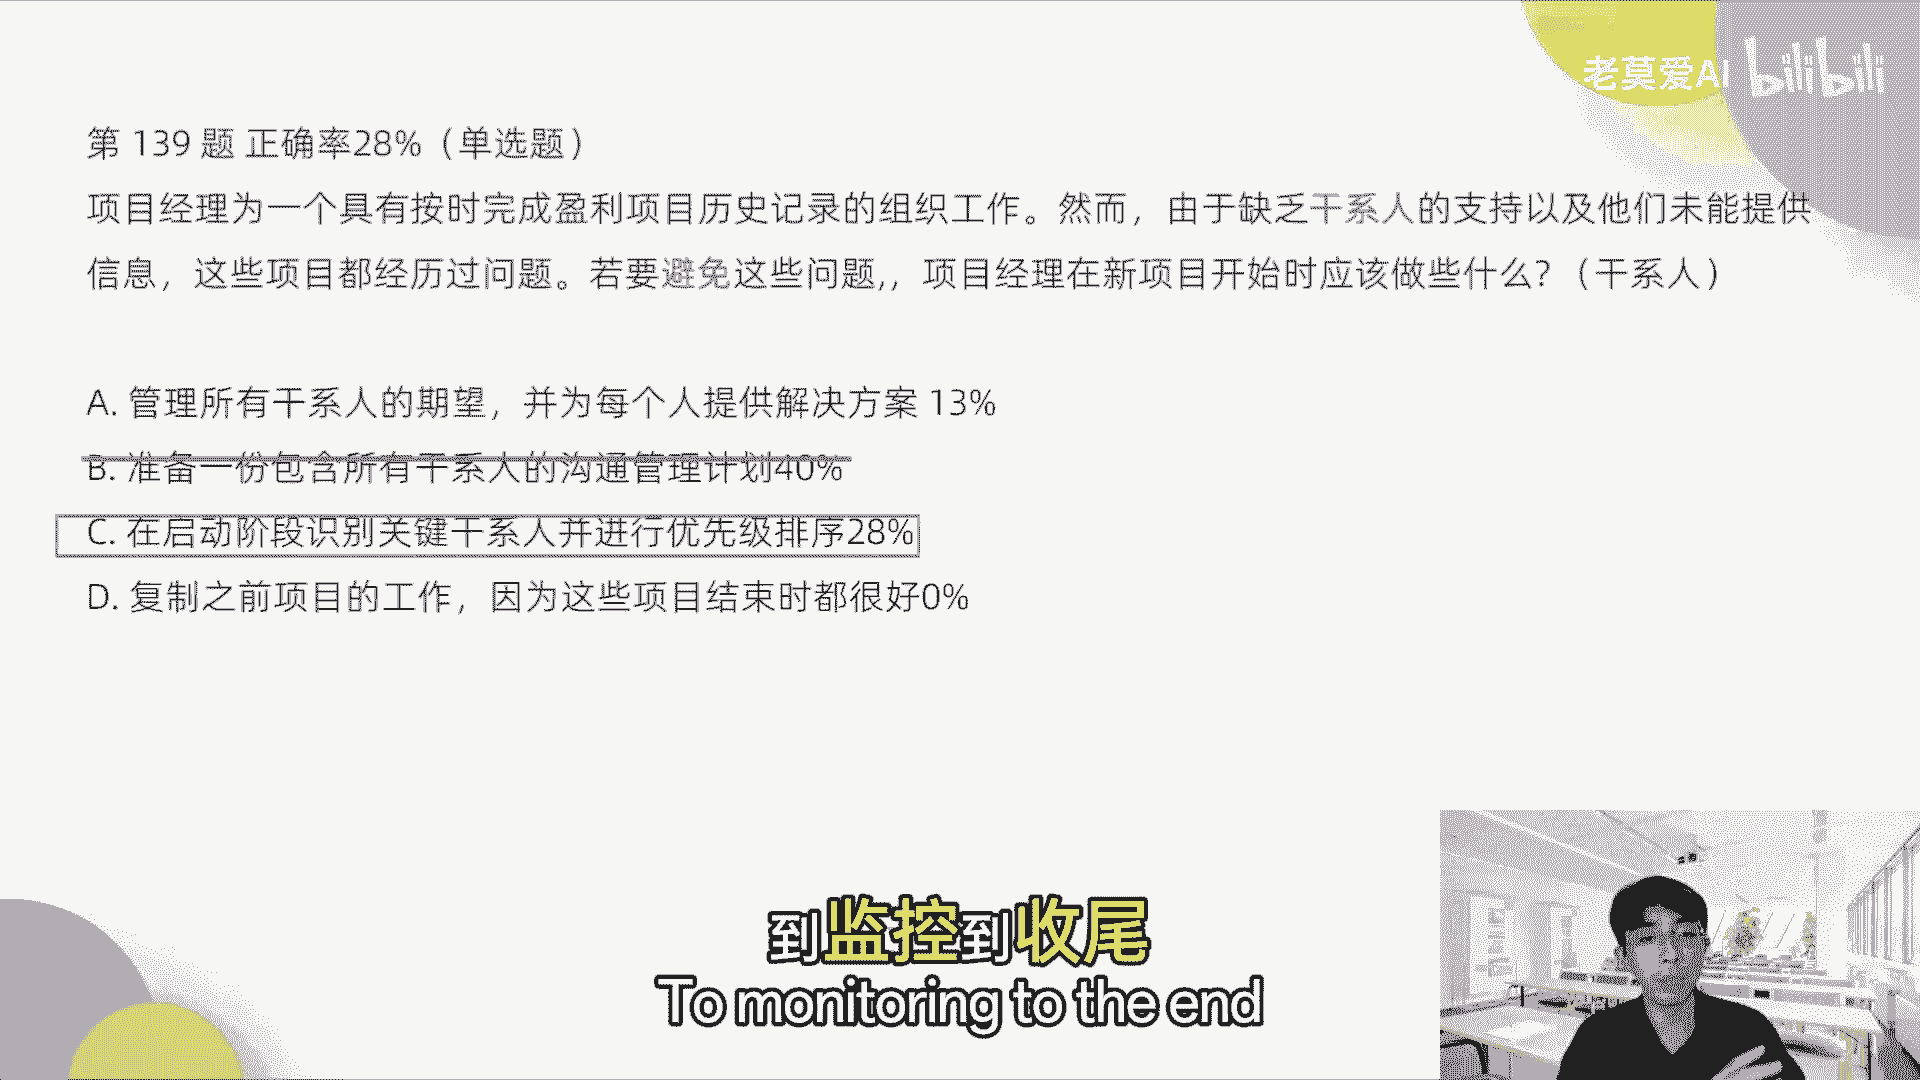 老莫爱AI bilibili
第 139 题 正确率28%（单选题）
项目经理为一个具有按时完成盈利项目历史记录的组织工作。然而，由于缺乏干系人的支持以及他们未能提供
信息，这些项目都经历过问题。若要避免这些问题,，项目经理在新项目开始时应该做些什么?（干系人）
A. 管理所有干系人的期望，并为每个人提供解决方案 13%
B. 准备一份包含所有干系人的沟通管理计划40%
C. 在启动阶段识别关键干系人并进行优先级排序28%
D. 复制之前项目的工作，因为这些项目结束时都很好0%
到监控到收尾
To monitoring to the end